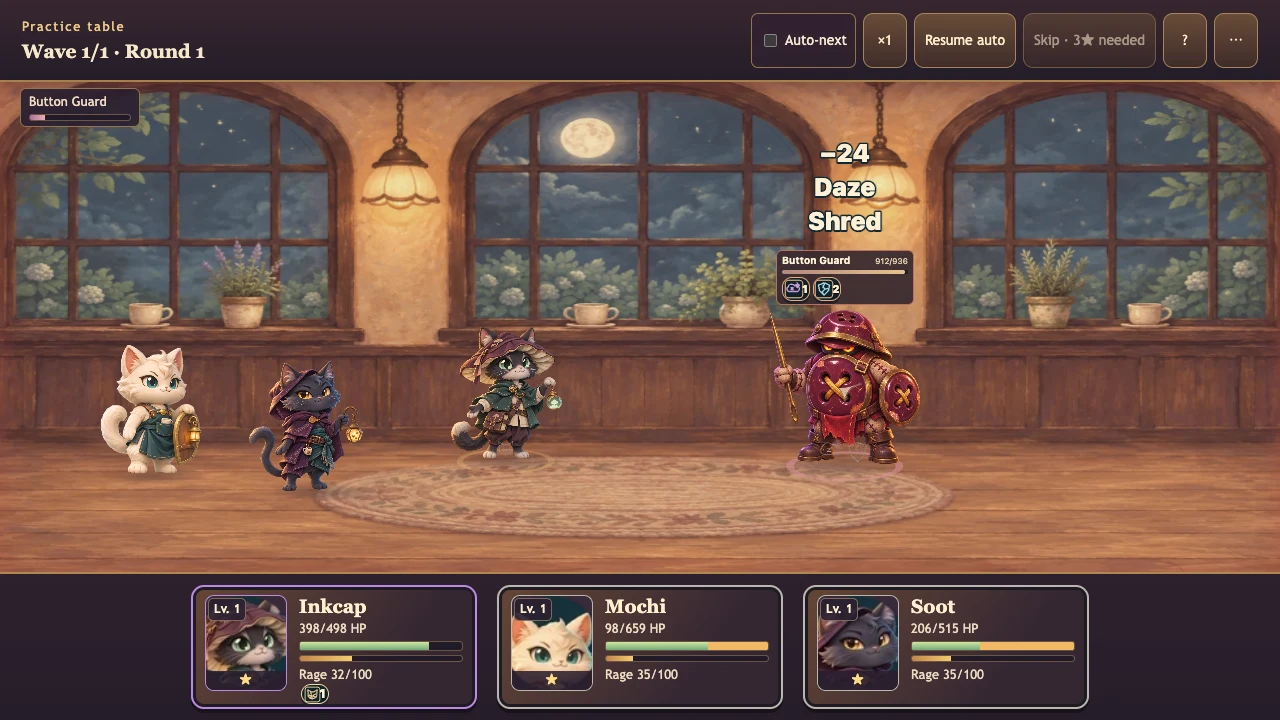 Practice table
Wave 1/1 · Round 1
Auto-next
×1
Resume auto
Skip · 3★ needed
?
···
Button Guard
−24
Daze
Shred
Button Guard 912/936
1 2
Lv. 1
Inkcap
398/498 HP
Rage 32/100
1
Lv. 1
Mochi
98/659 HP
Rage 35/100
Lv. 1
Soot
206/515 HP
Rage 35/100